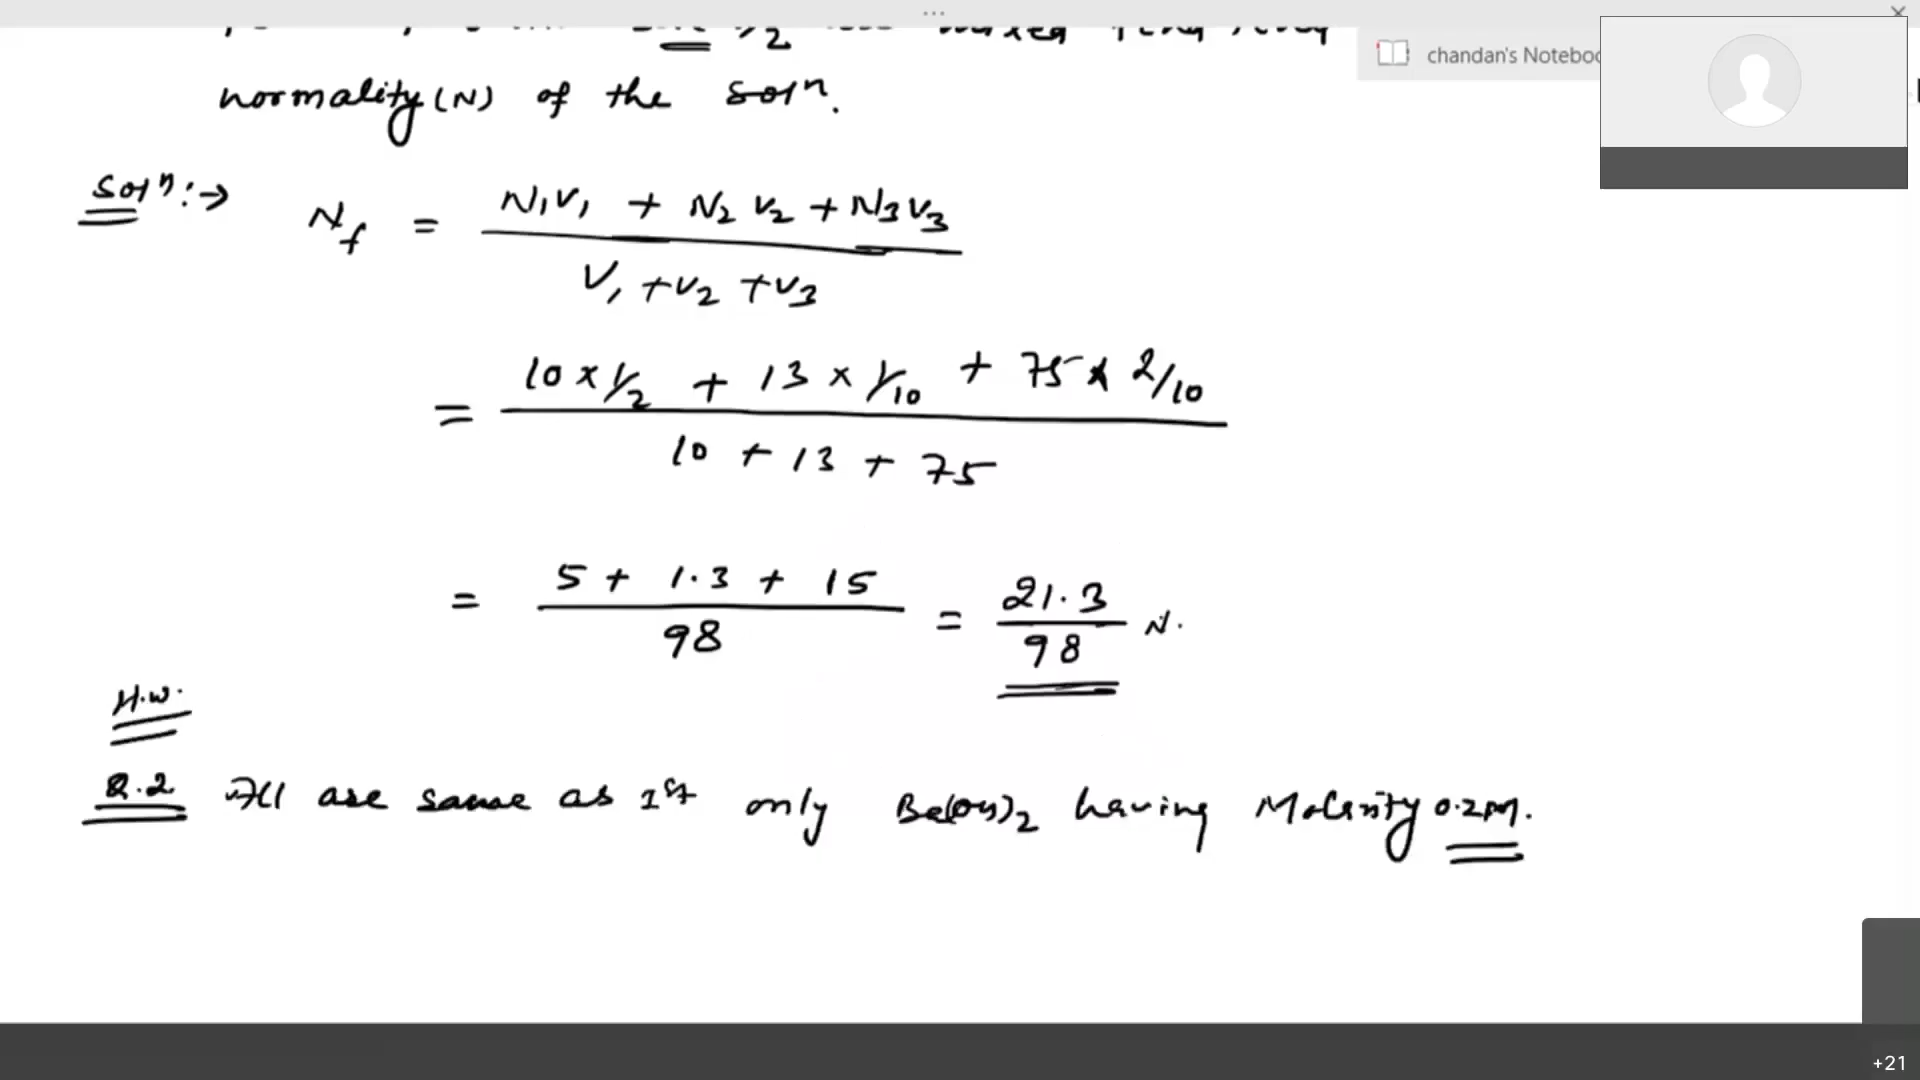 ...
chandan's Notebo
normality (N) of the solⁿ.
Solⁿ:→ N_f = (N₁V₁ + N₂V₂ + N₃V₃) / (V₁ + V₂ + V₃)
= (10 × 1/2 + 13 × 1/10 + 75 × 2/10) / (10 + 13 + 75)
= (5 + 1.3 + 15) / 98 = 21.3 / 98 N.
H.W.
Q.2 All are same as 1st only Be(OH)₂ having Molarity 0.2M.
+21